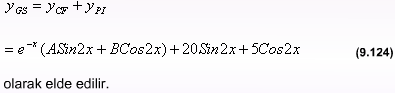 y_GS = y_CF + y_PI
= e^-x (ASin2x + BCos2x) + 20Sin2x + 5Cos2x (9.124)
olarak elde edilir.